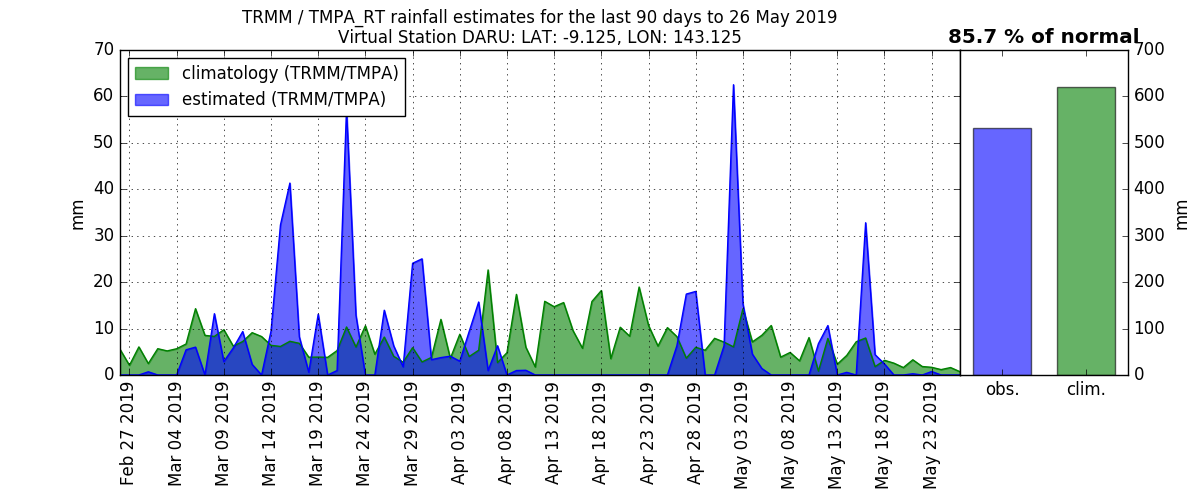 TRMM / TMPA_RT rainfall estimates for the last 90 days to 26 May 2019
Virtual Station DARU: LAT: -9.125, LON: 143.125
85.7 % of normal
climatology (TRMM/TMPA)
estimated (TRMM/TMPA)
70
60
50
40
30
20
10
0
mm
Feb 27 2019
Mar 04 2019
Mar 09 2019
Mar 14 2019
Mar 19 2019
Mar 24 2019
Mar 29 2019
Apr 03 2019
Apr 08 2019
Apr 13 2019
Apr 18 2019
Apr 23 2019
Apr 28 2019
May 03 2019
May 08 2019
May 13 2019
May 18 2019
May 23 2019
obs.
clim.
700
600
500
400
300
200
100
0
mm